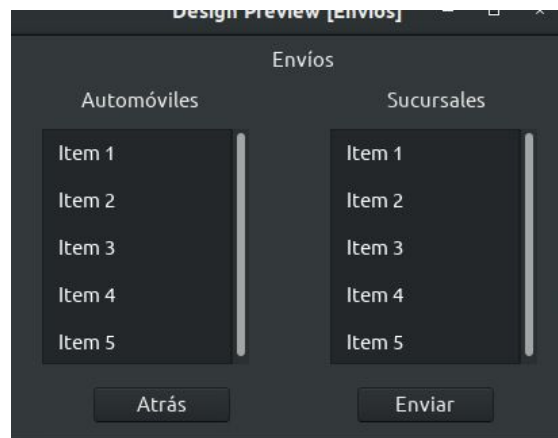 Design Preview [Envíos]
Envíos
Automóviles Sucursales
Item 1 Item 1
Item 2 Item 2
Item 3 Item 3
Item 4 Item 4
Item 5 Item 5
Atrás Enviar